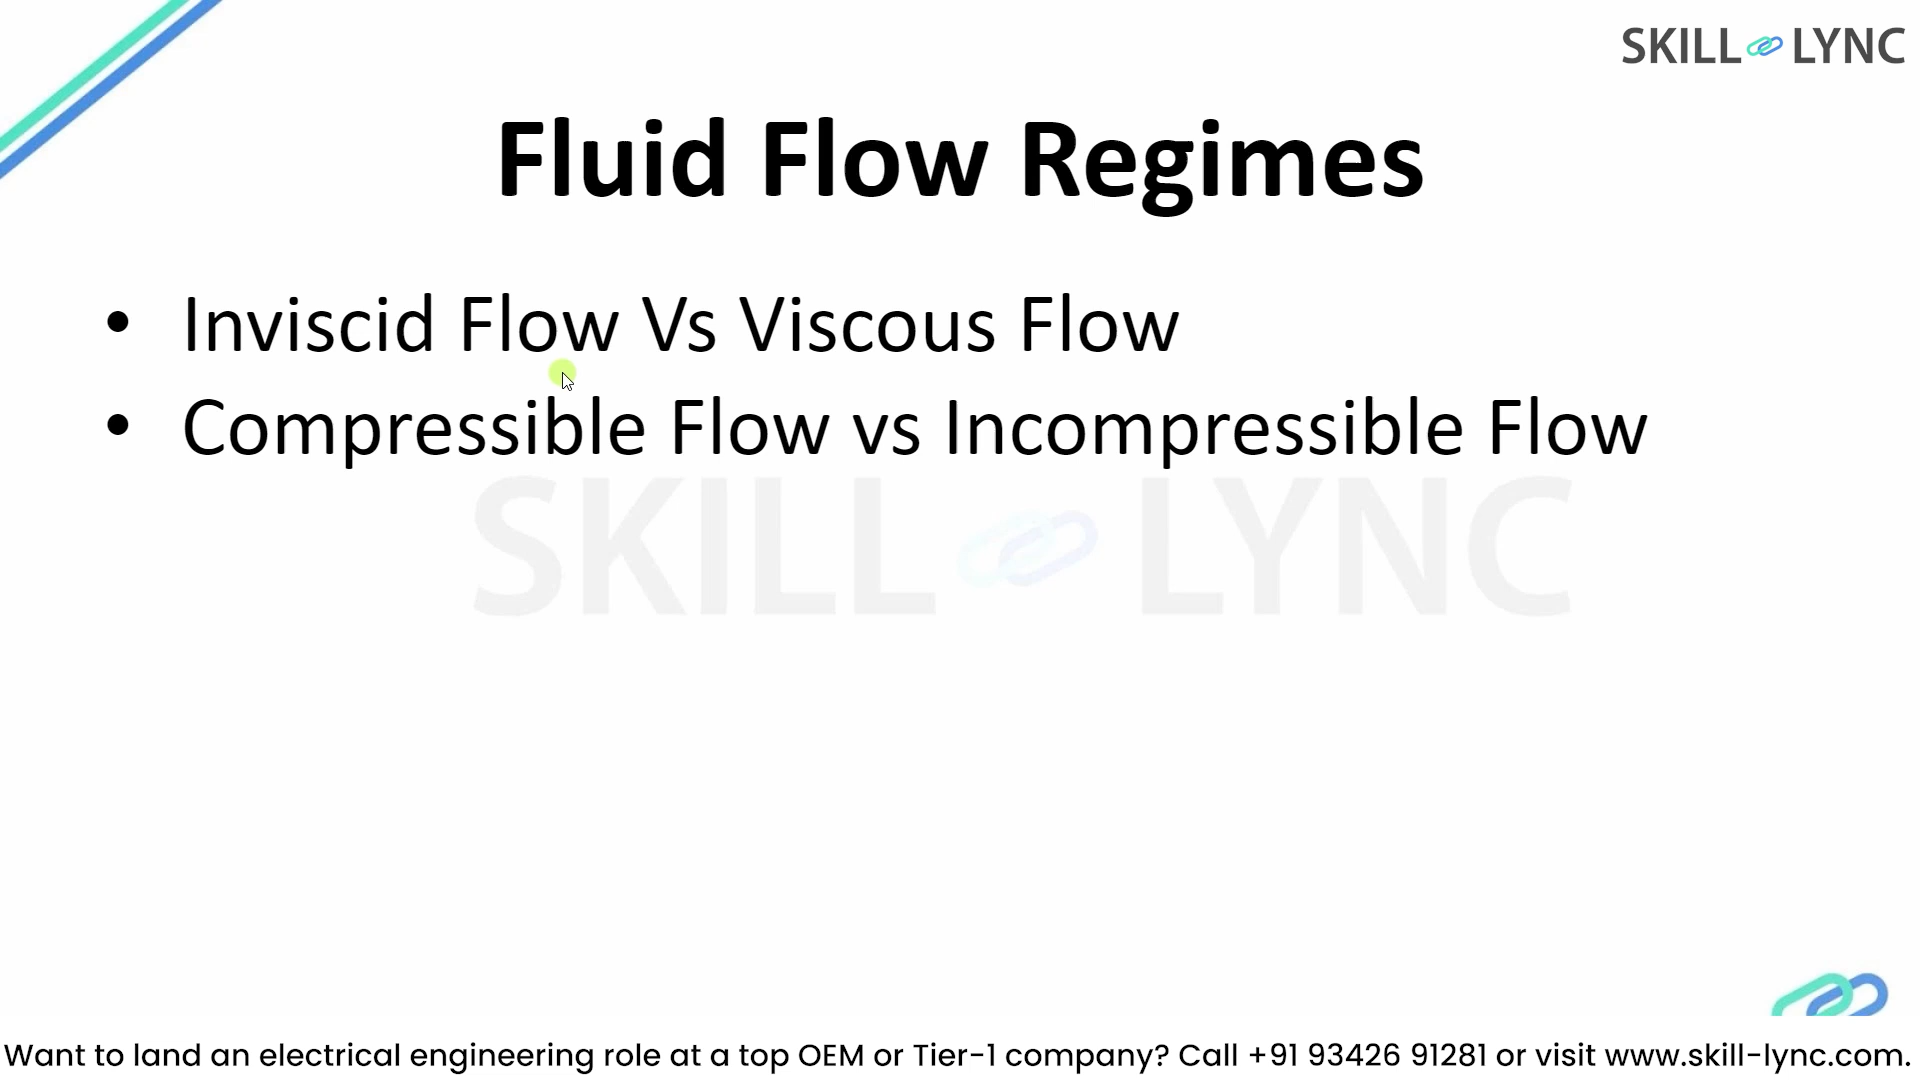 SKILL LYNC
Fluid Flow Regimes
• Inviscid Flow Vs Viscous Flow
• Compressible Flow vs Incompressible Flow
SKILL LYNC
Want to land an electrical engineering role at a top OEM or Tier-1 company? Call +91 93426 91281 or visit www.skill-lync.com.